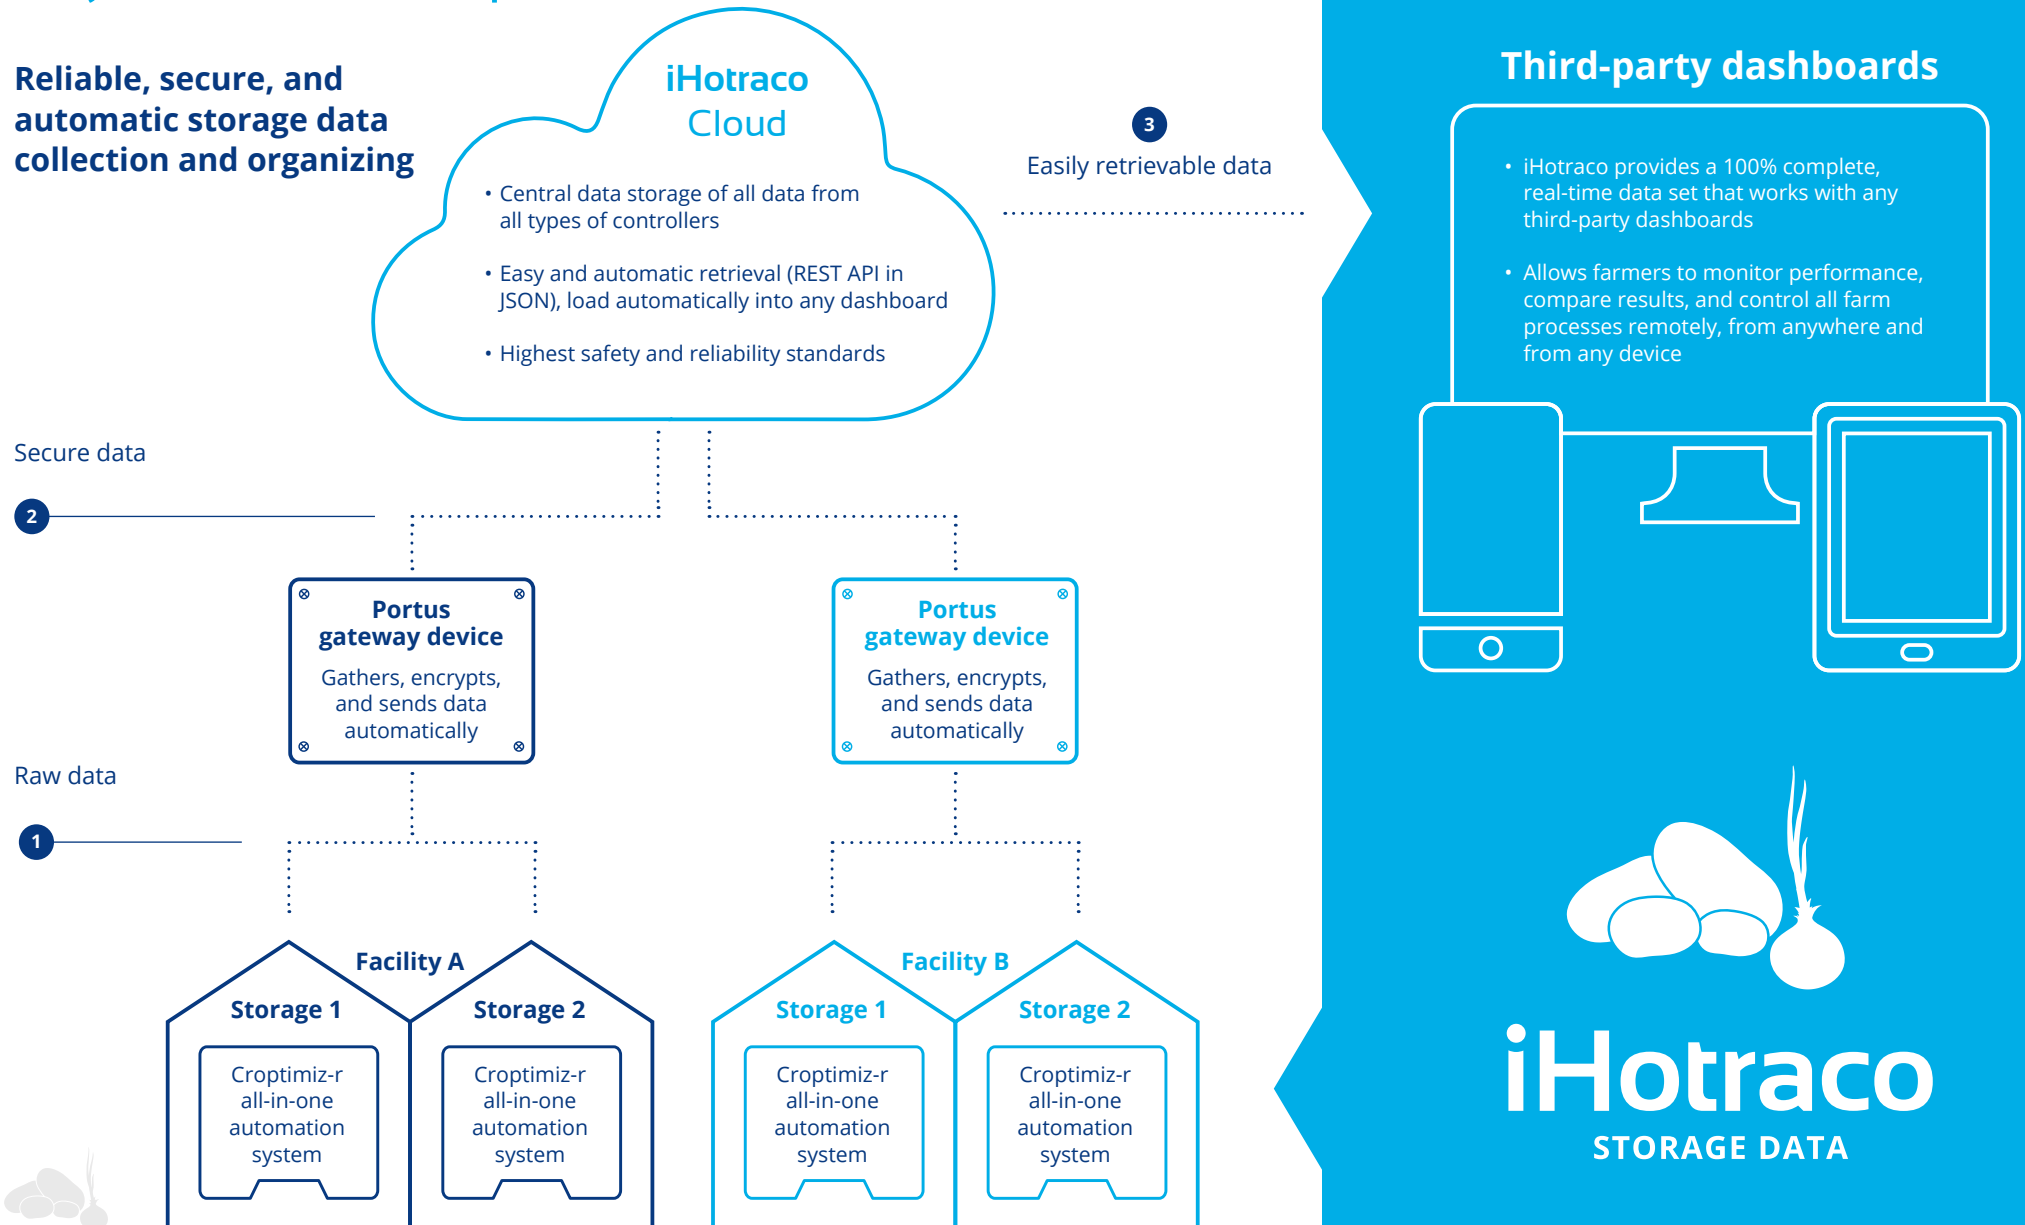 Reliable, secure, and
automatic storage data
collection and organizing
iHotraco
Cloud
• Central data storage of all data from
all types of controllers
• Easy and automatic retrieval (REST API in
JSON), load automatically into any dashboard
• Highest safety and reliability standards
3
Easily retrievable data
Third-party dashboards
• iHotraco provides a 100% complete,
real-time data set that works with any
third-party dashboards
• Allows farmers to monitor performance,
compare results, and control all farm
processes remotely, from anywhere and
from any device
Secure data
2
Portus
gateway device
Gathers, encrypts,
and sends data
automatically
Portus
gateway device
Gathers, encrypts,
and sends data
automatically
Raw data
1
Facility A
Storage 1
Croptimiz-r
all-in-one
automation
system
Storage 2
Croptimiz-r
all-in-one
automation
system
Facility B
Storage 1
Croptimiz-r
all-in-one
automation
system
Storage 2
Croptimiz-r
all-in-one
automation
system
iHotraco
STORAGE DATA